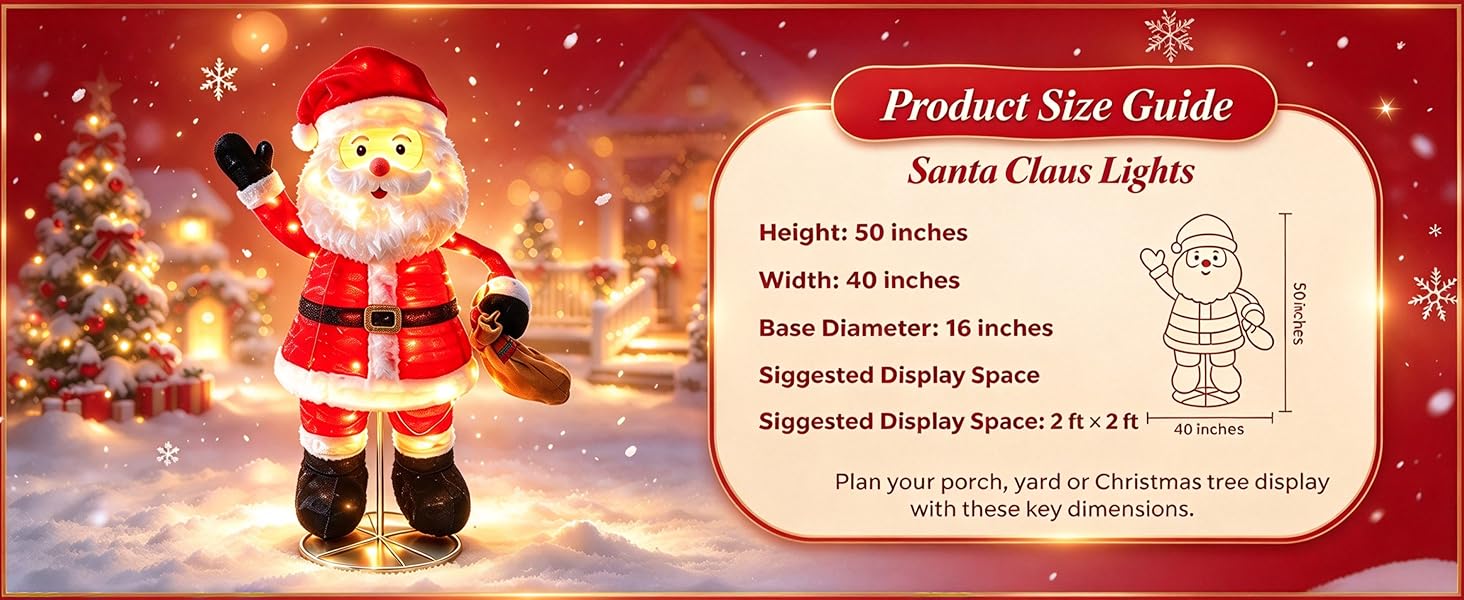 Product Size Guide
Santa Claus Lights
Height: 50 inches
Width: 40 inches
Base Diameter: 16 inches
Siggested Display Space
Siggested Display Space: 2 ft × 2 ft
50 inches
40 inches
Plan your porch, yard or Christmas tree display
with these key dimensions.